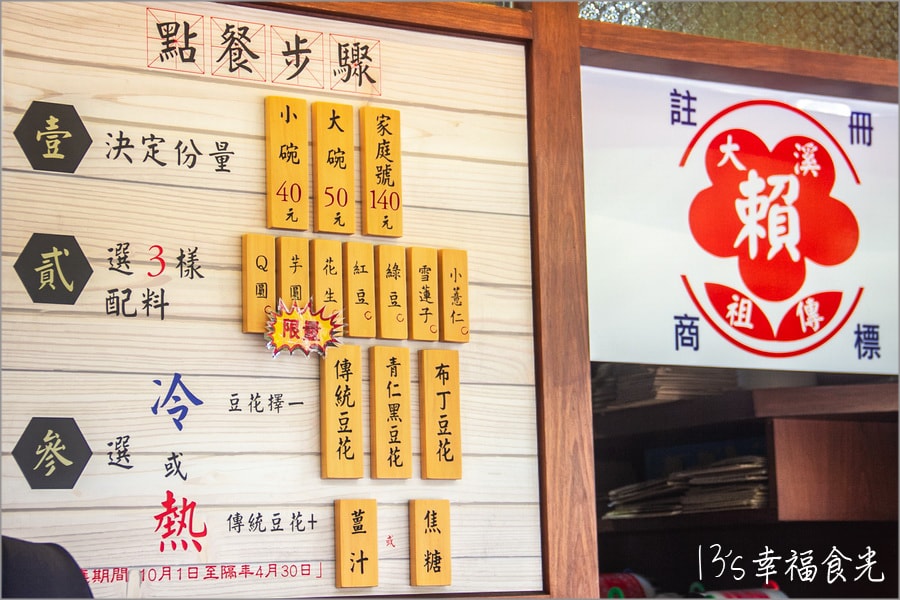 點餐步驟
壹 決定份量
小碗 40元
大碗 50元
家庭號 140元
貳 選3樣配料
Q圓
芋圓
花生
紅豆
綠豆
雪蓮子
小薏仁
限量
參 選 冷 或 熱
豆花擇一
傳統豆花
青仁黑豆花
布丁豆花
傳統豆花+
薑汁
或
焦糖
期間 10月1日至隔年4月30日」
註冊商標
大溪
賴
祖傳
13's幸福食光